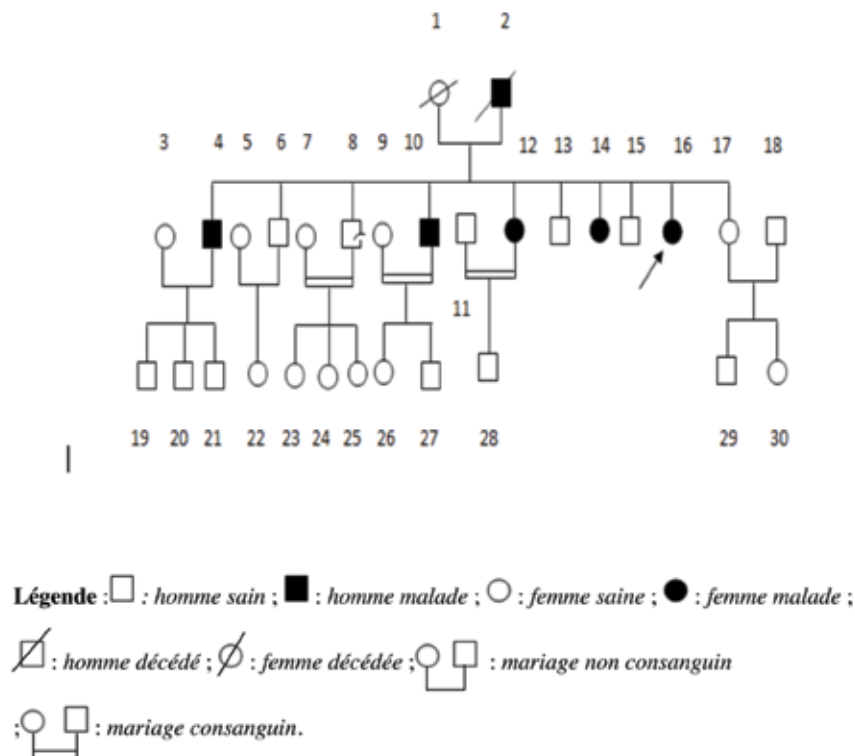 1 2
3 4 5 6 7 8 9 10 12 13 14 15 16 17 18
11
19 20 21 22 23 24 25 26 27 28 29 30
Légende : : homme sain ; : homme malade ; : femme saine ; : femme malade ;
: homme décédé ; : femme décédée ; : mariage non consanguin
; : mariage consanguin.